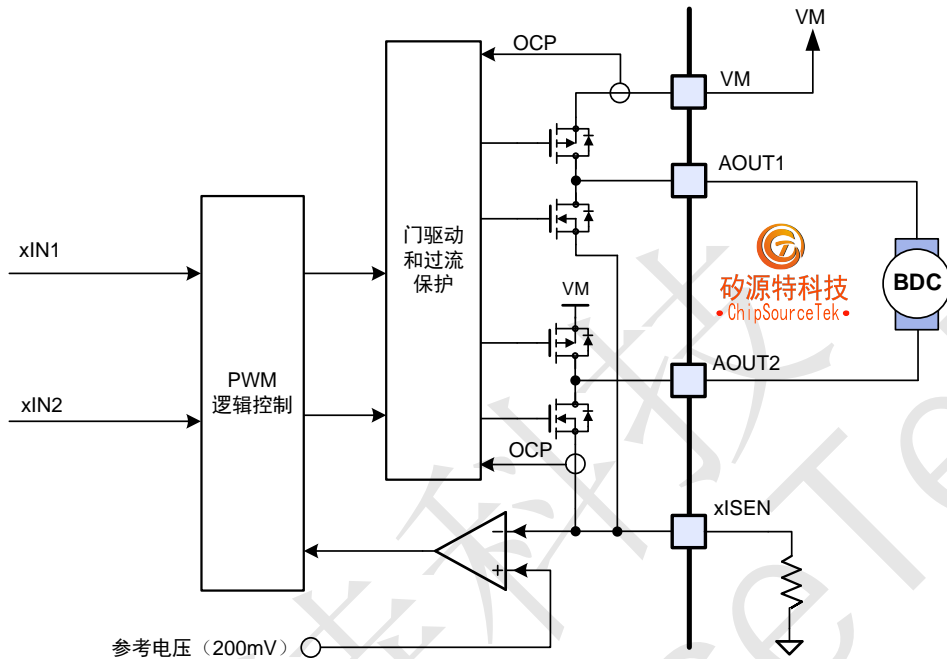 VM
OCP
VM
AOUT1
xIN1
门驱动
和过流
保护
矽源特科技
•ChipSourceTek•
BDC
VM
AOUT2
PWM
逻辑控制
xIN2
OCP
xISEN
−
+
参考电压（200mV）